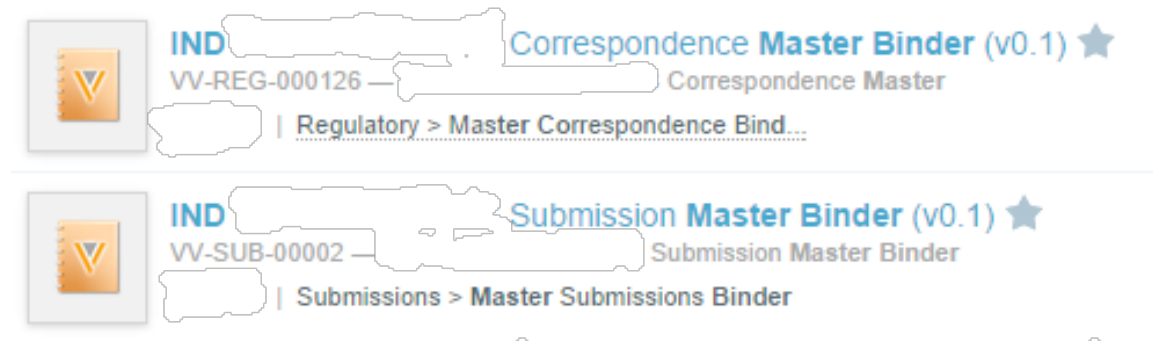 IND Correspondence Master Binder (v0.1)
VV-REG-000126 — Correspondence Master
| Regulatory > Master Correspondence Bind...
IND Submission Master Binder (v0.1)
VV-SUB-00002 — Submission Master Binder
| Submissions > Master Submissions Binder